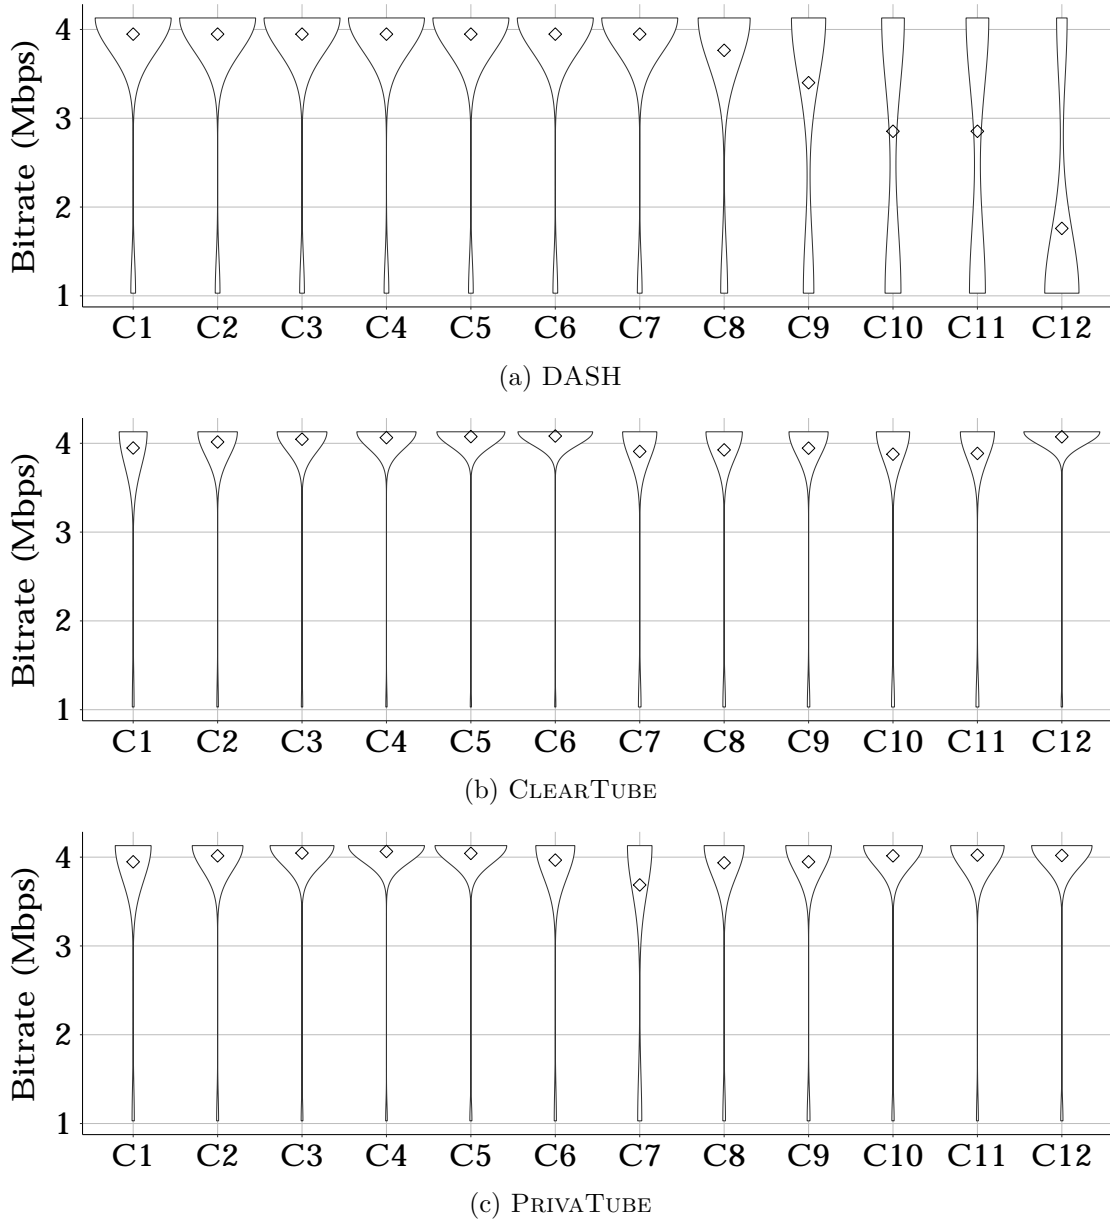 Bitrate (Mbps)
4
3
2
1
C1 C2 C3 C4 C5 C6 C7 C8 C9 C10 C11 C12
(a) DASH
Bitrate (Mbps)
4
3
2
1
C1 C2 C3 C4 C5 C6 C7 C8 C9 C10 C11 C12
(b) CLEARTUBE
Bitrate (Mbps)
4
3
2
1
C1 C2 C3 C4 C5 C6 C7 C8 C9 C10 C11 C12
(c) PRIVATUBE